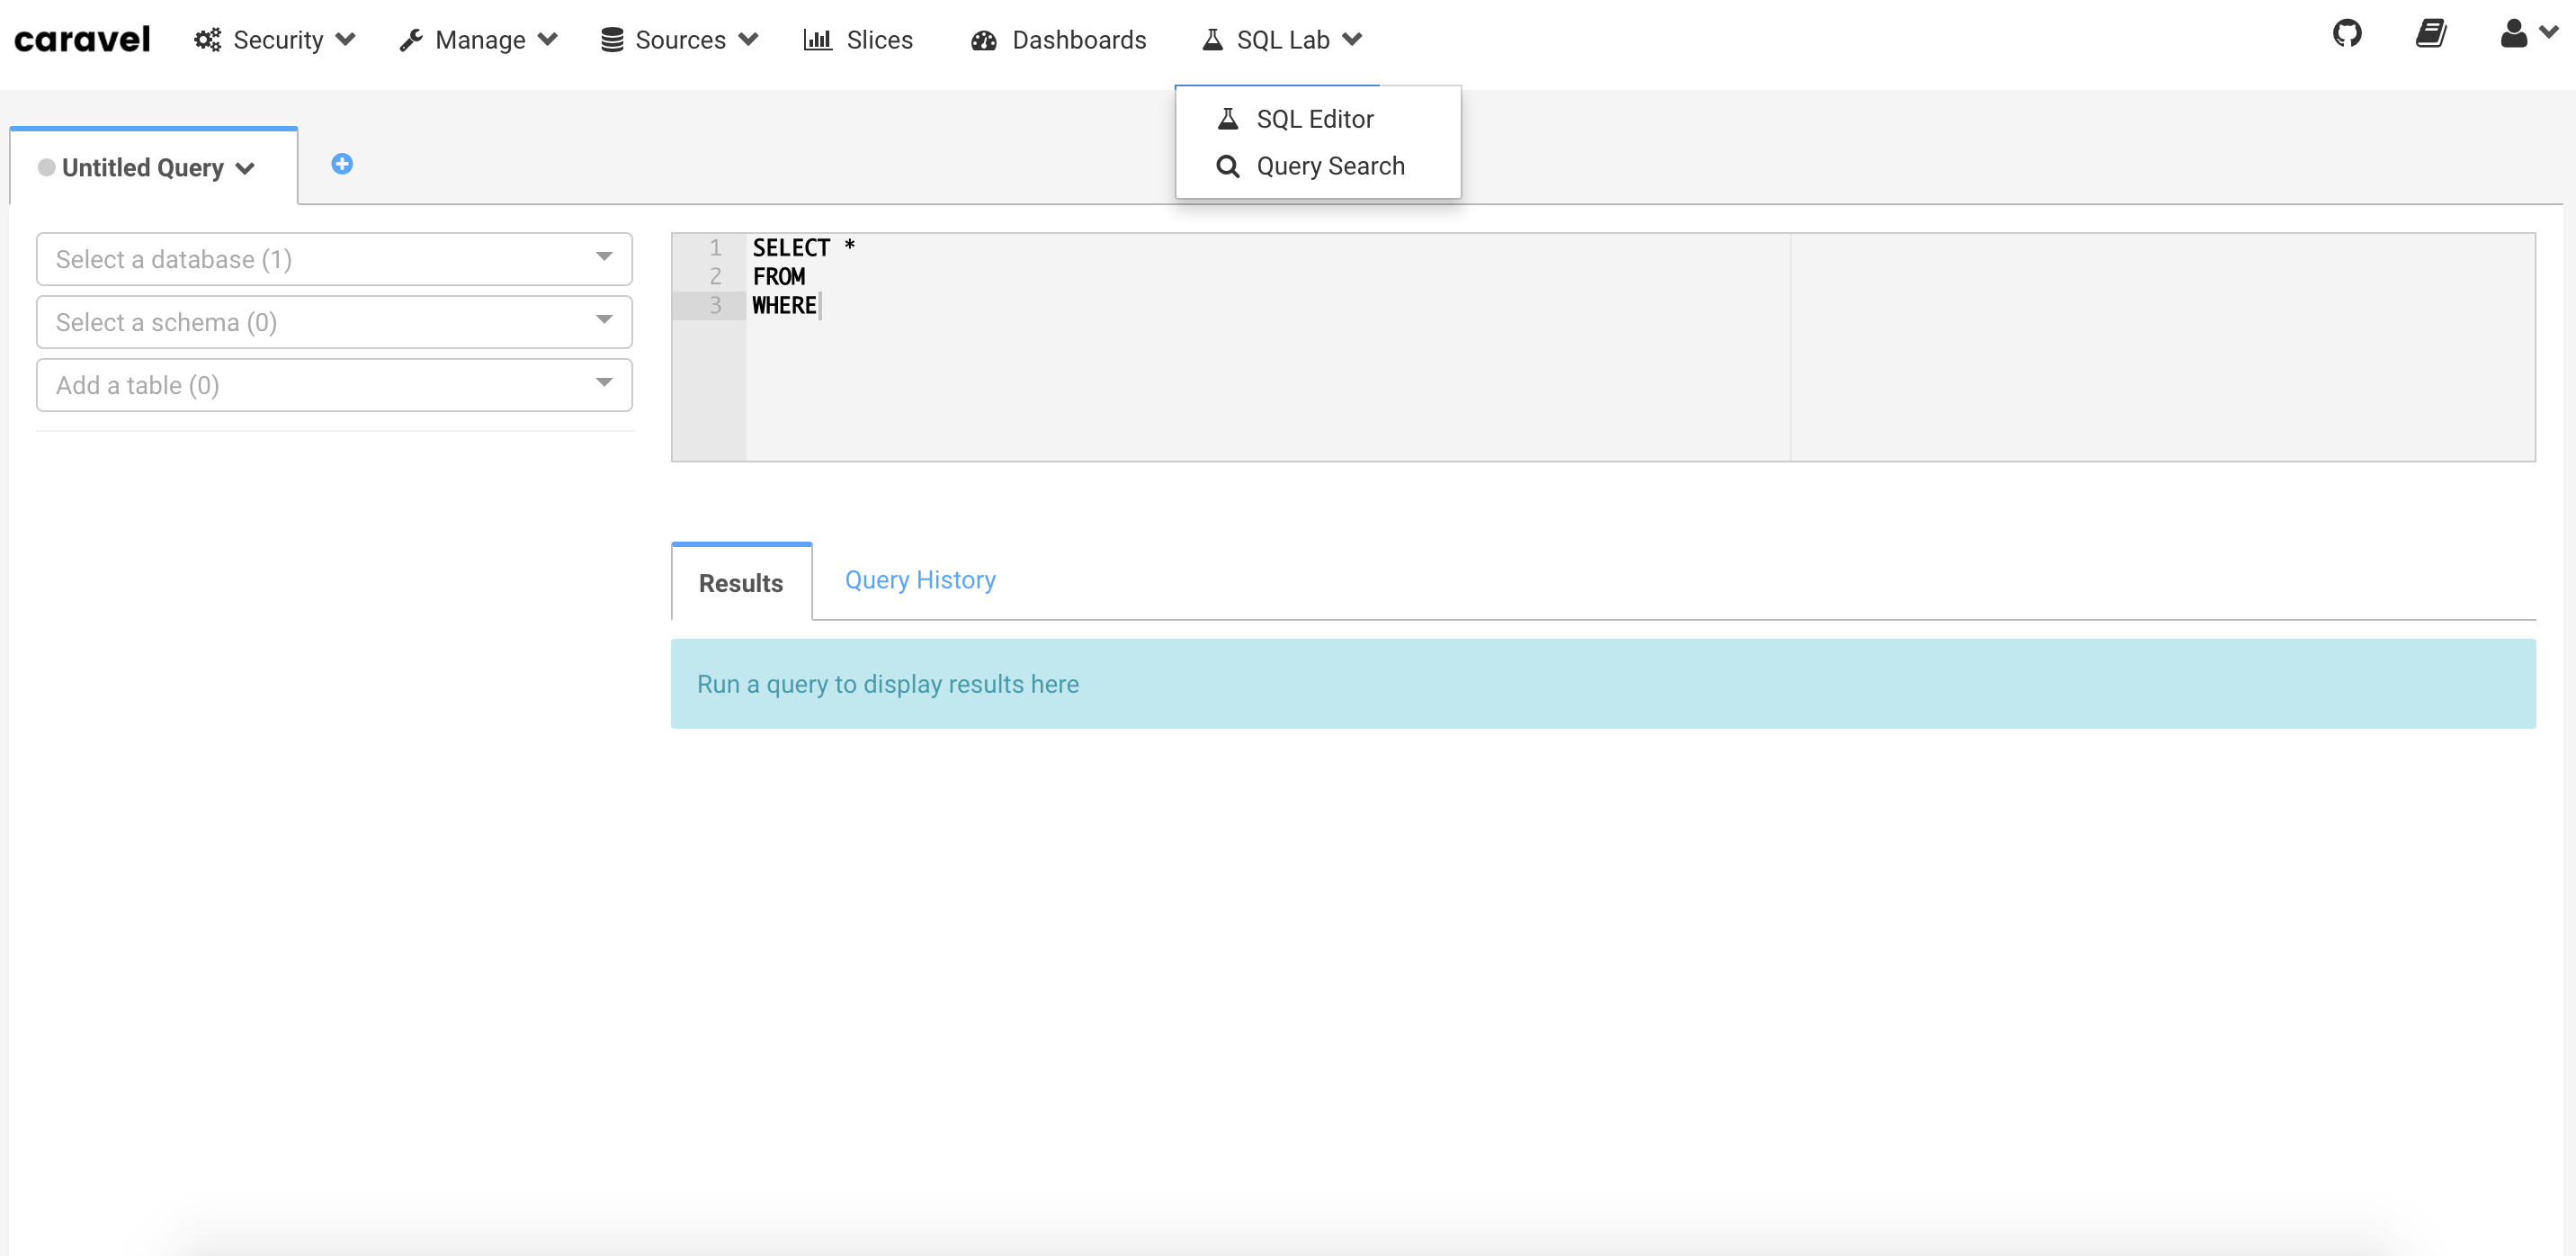 caravel Security Manage Sources Slices Dashboards SQL Lab
SQL Editor
Query Search
Untitled Query
Select a database (1)
Select a schema (0)
Add a table (0)
1 SELECT *
2 FROM
3 WHERE
Results Query History
Run a query to display results here